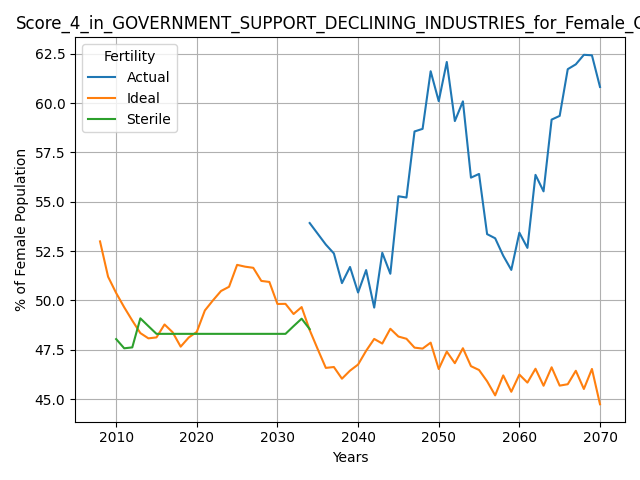 Score_4_in_GOVERNMENT_SUPPORT_DECLINING_INDUSTRIES_for_Female_
Fertility
Actual
Ideal
Sterile
% of Female Population
62.5
60.0
57.5
55.0
52.5
50.0
47.5
45.0
2010
2020
2030
2040
2050
2060
2070
Years